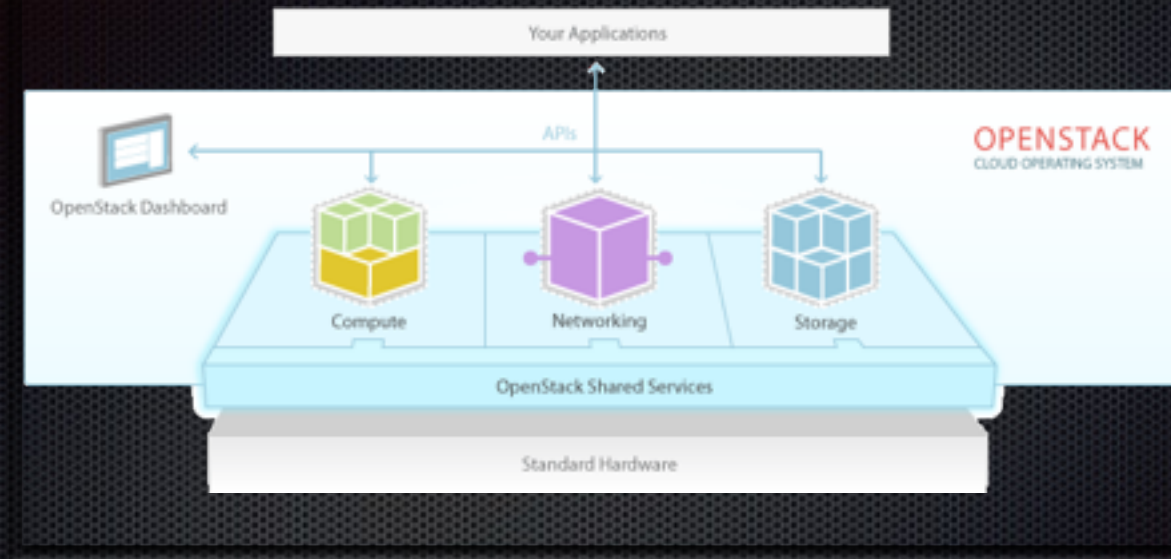 Your Applications
APIs
OPENSTACK
CLOUD OPERATING SYSTEM
OpenStack Dashboard
Compute
Networking
Storage
OpenStack Shared Services
Standard Hardware